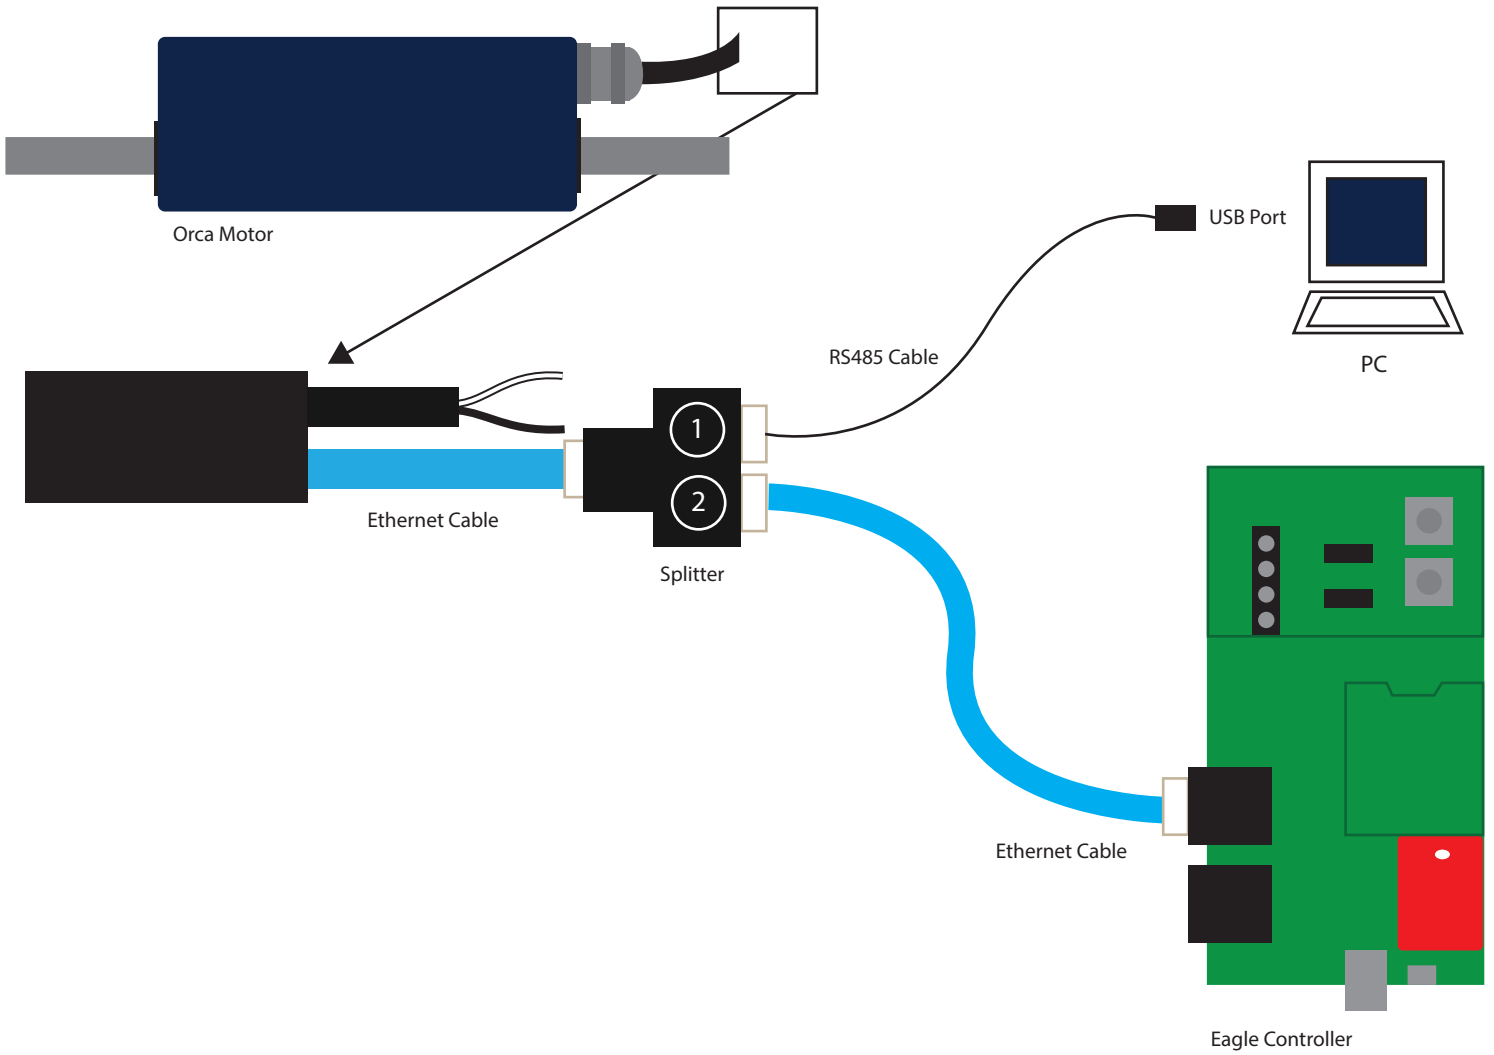 Orca Motor
USB Port
RS485 Cable
PC
1
2
Ethernet Cable
Splitter
Ethernet Cable
Eagle Controller